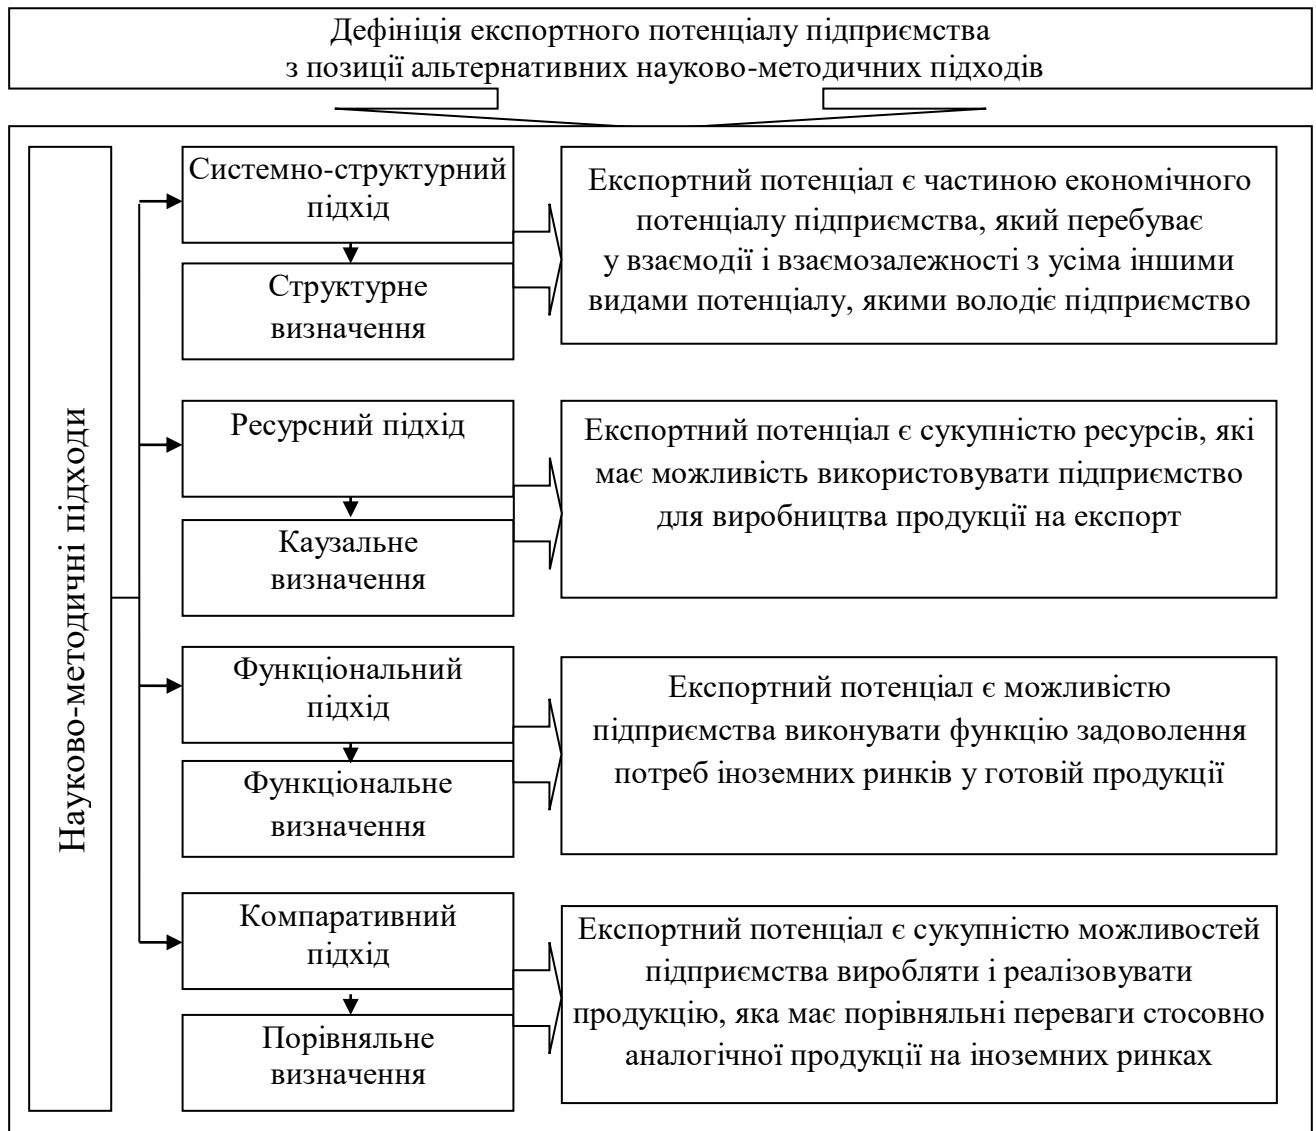 Дефініція експортного потенціалу підприємства
з позиції альтернативних науково-методичних підходів
Науково-методичні підходи
Системно-структурний
підхід
Структурне
визначення
Експортний потенціал є частиною економічного
потенціалу підприємства, який перебуває
у взаємодії і взаємозалежності з усіма іншими
видами потенціалу, якими володіє підприємство
Ресурсний підхід
Каузальне
визначення
Експортний потенціал є сукупністю ресурсів, які
має можливість використовувати підприємство
для виробництва продукції на експорт
Функціональний
підхід
Функціональне
визначення
Експортний потенціал є можливістю
підприємства виконувати функцію задоволення
потреб іноземних ринків у готовій продукції
Компаративний
підхід
Порівняльне
визначення
Експортний потенціал є сукупністю можливостей
підприємства виробляти і реалізовувати
продукцію, яка має порівняльні переваги стосовно
аналогічної продукції на іноземних ринках